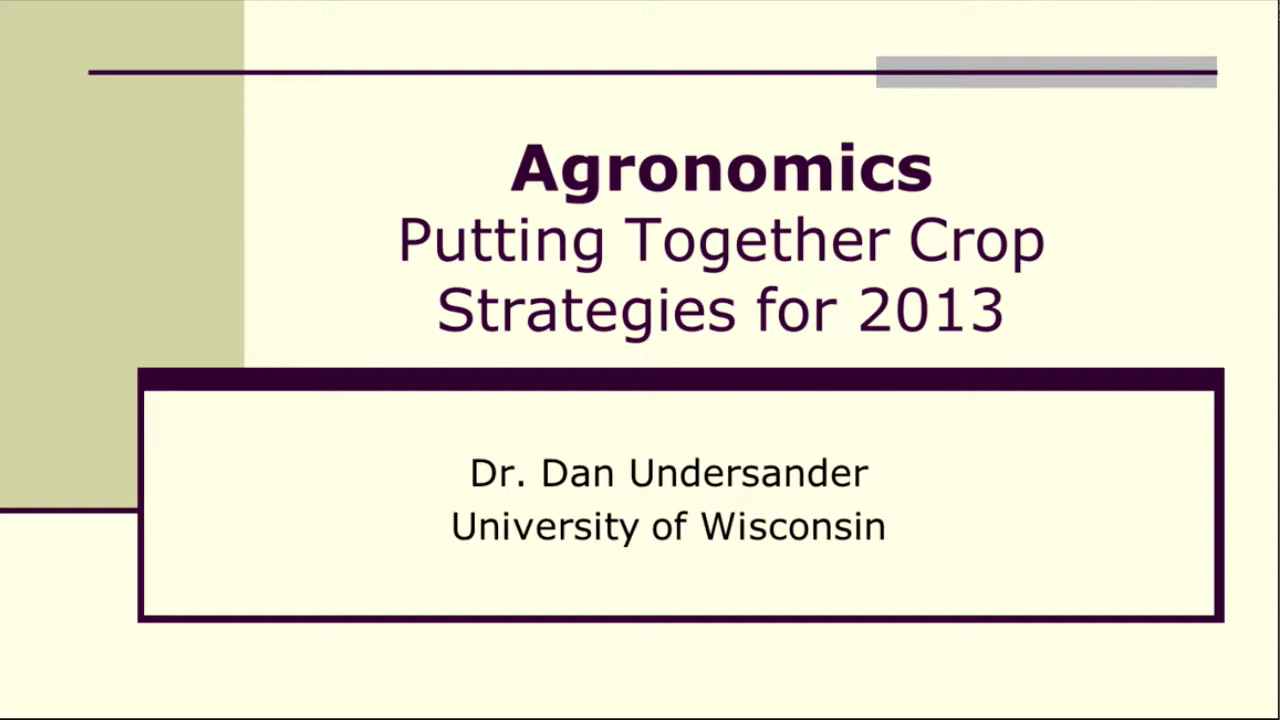 Agronomics
Putting Together Crop
Strategies for 2013
Dr. Dan Undersander
University of Wisconsin